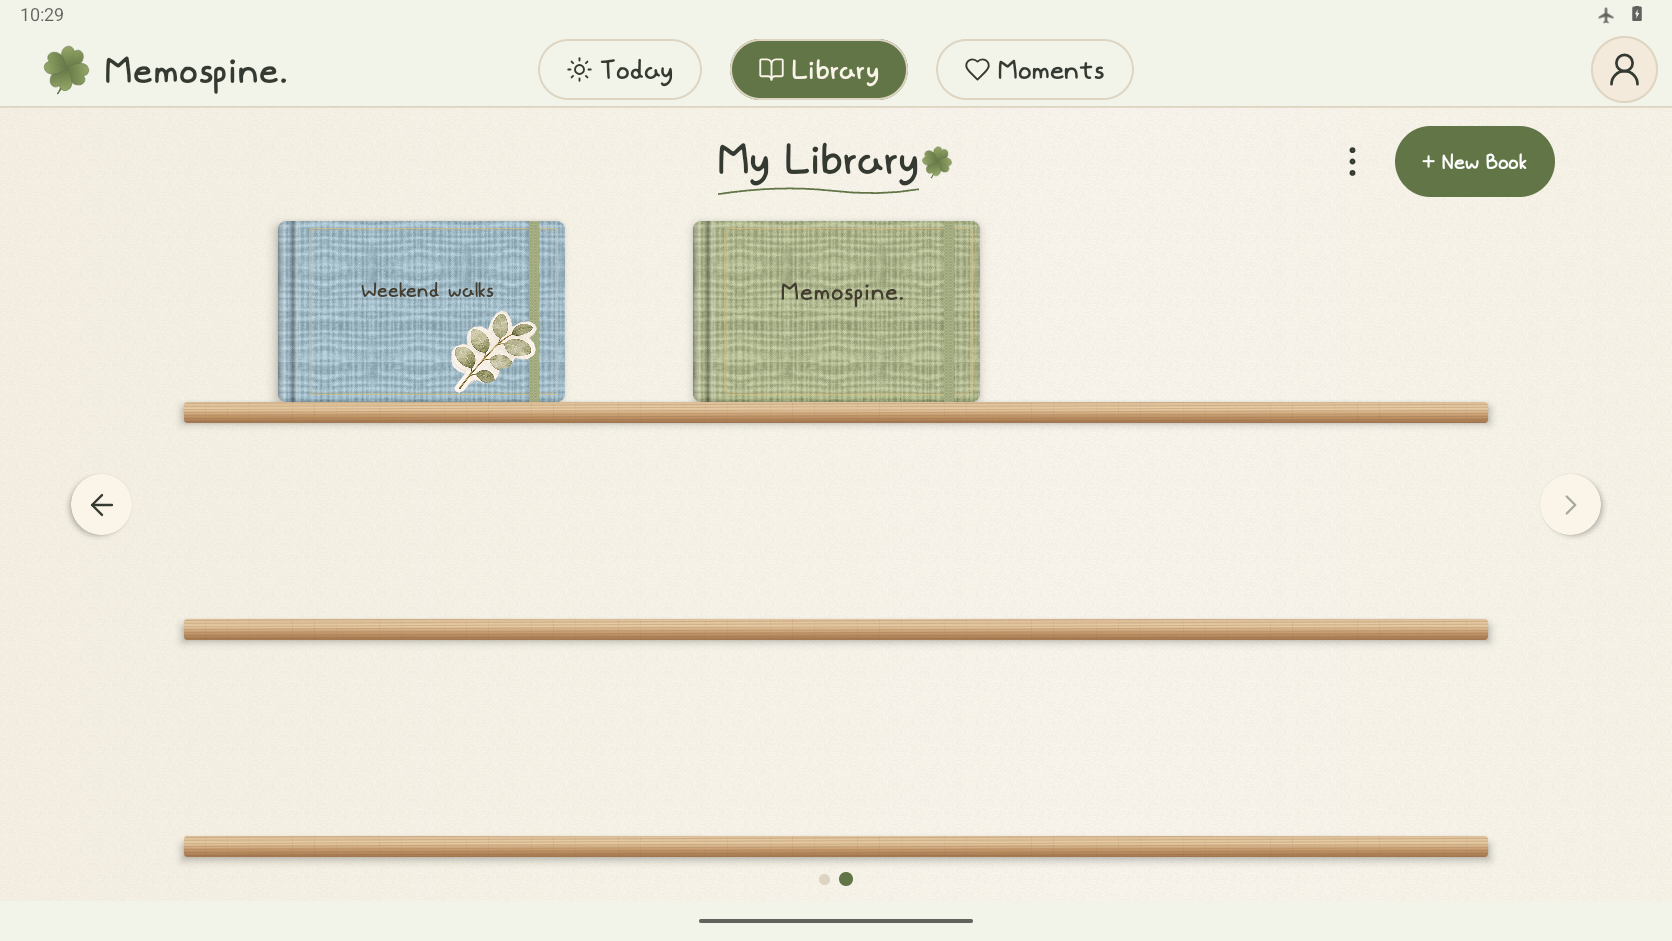 10:29
Memospine.
Today
Library
Moments
My Library
+ New Book
Weekend walks
Memospine.